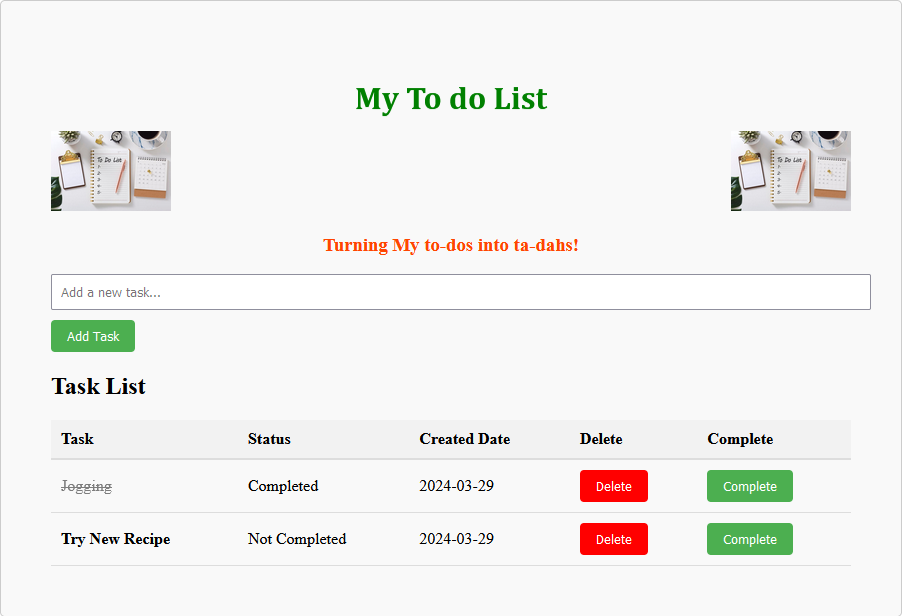 My To do List
To Do List
To Do List
Turning My to-dos into ta-dahs!
Add a new task...
Add Task
Task List
Task Status Created Date Delete Complete
Jogging Completed 2024-03-29 Delete Complete
Try New Recipe Not Completed 2024-03-29 Delete Complete